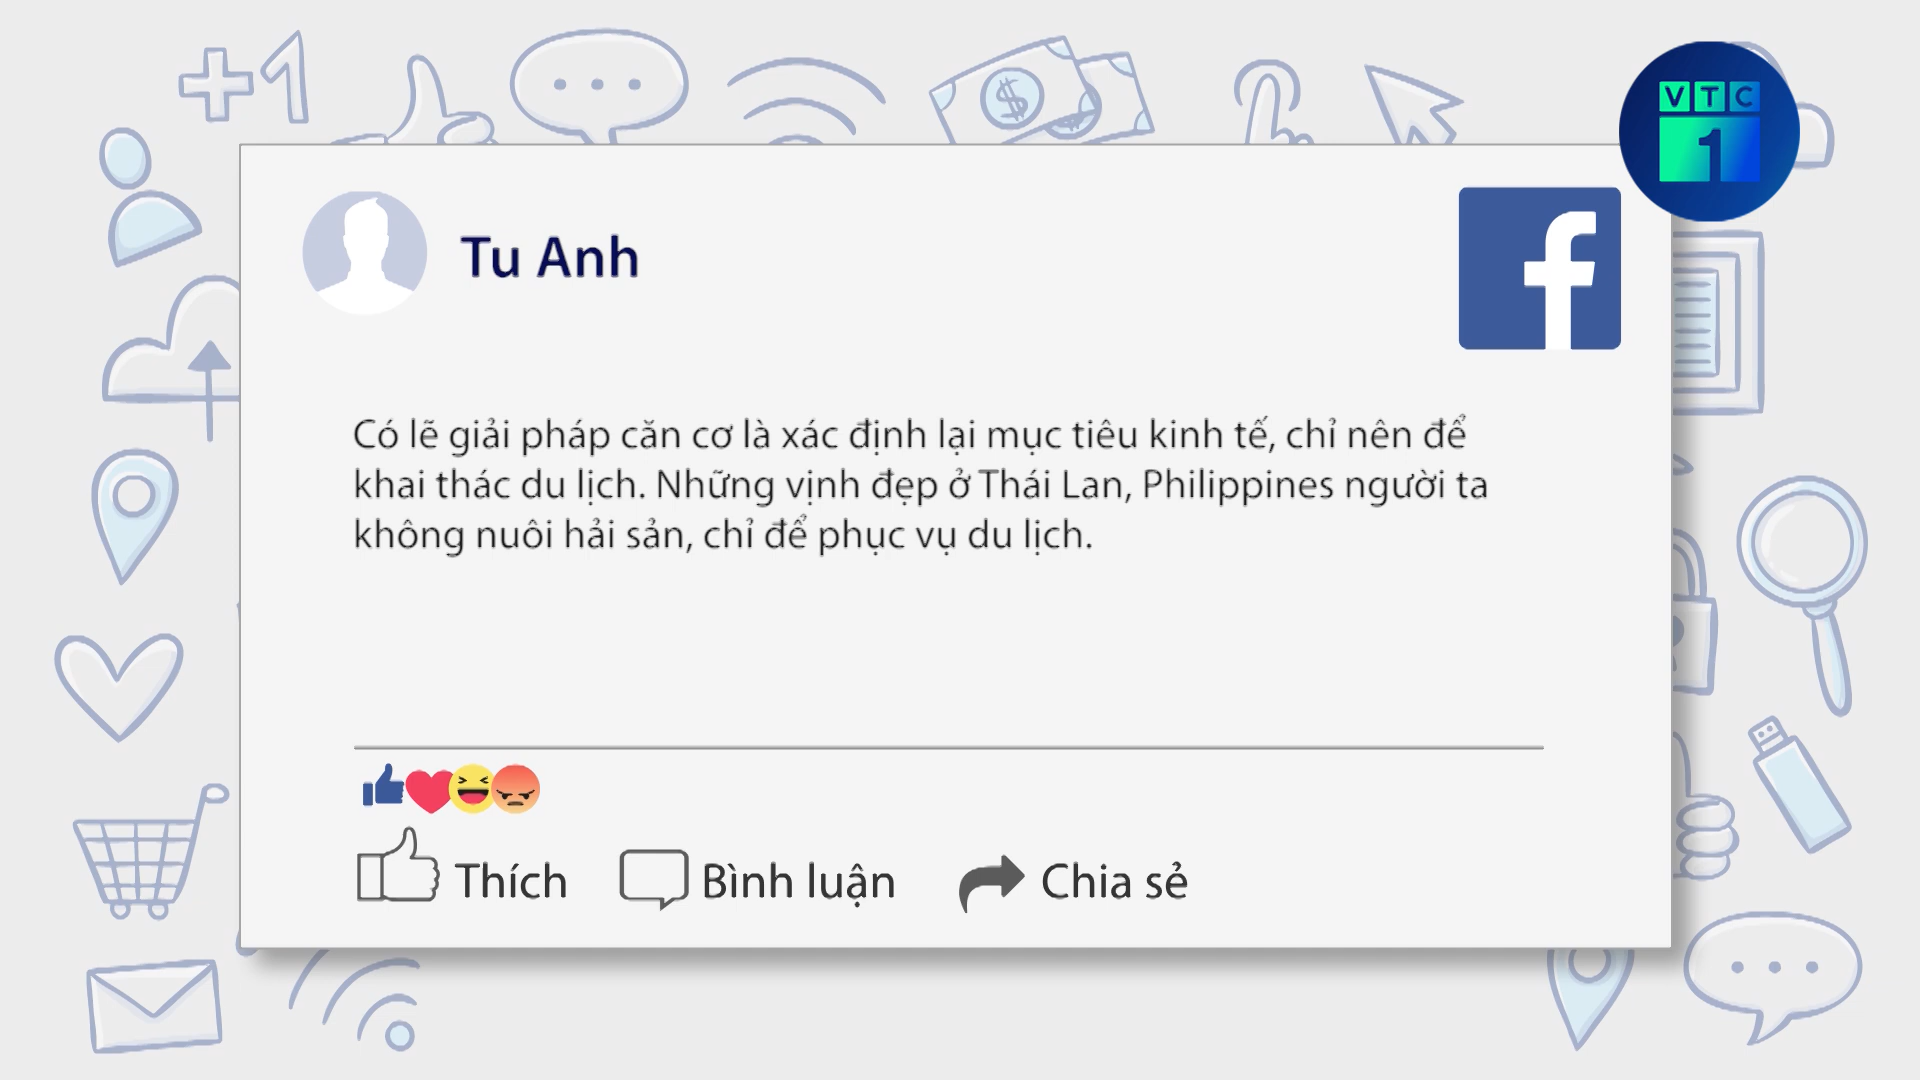 +1
VTC
1
Tu Anh
f
Có lẽ giải pháp căn cơ là xác định lại mục tiêu kinh tế, chỉ nên để
khai thác du lịch. Những vịnh đẹp ở Thái Lan, Philippines người ta
không nuôi hải sản, chỉ để phục vụ du lịch.
Thích Bình luận Chia sẻ